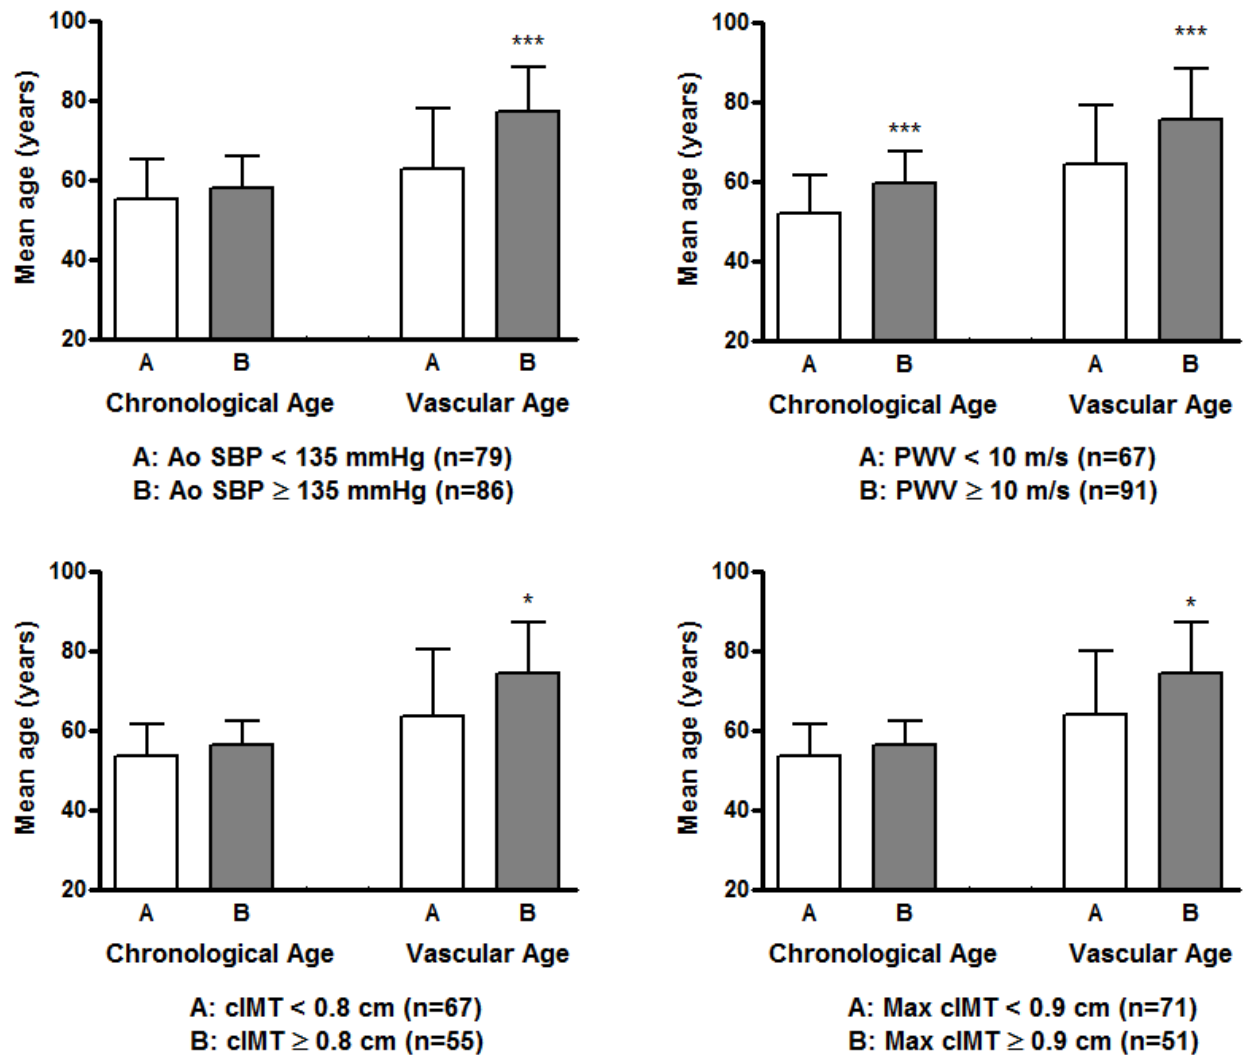 Mean age (years)
100
80
60
40
20
***
A
B
A
B
Chronological Age
Vascular Age
A: Ao SBP < 135 mmHg (n=79)
B: Ao SBP ≥ 135 mmHg (n=86)
Mean age (years)
100
80
60
40
20
***
***
A
B
A
B
Chronological Age
Vascular Age
A: PWV < 10 m/s (n=67)
B: PWV ≥ 10 m/s (n=91)
Mean age (years)
100
80
60
40
20
*
A
B
A
B
Chronological Age
Vascular Age
A: cIMT < 0.8 cm (n=67)
B: cIMT ≥ 0.8 cm (n=55)
Mean age (years)
100
80
60
40
20
*
A
B
A
B
Chronological Age
Vascular Age
A: Max cIMT < 0.9 cm (n=71)
B: Max cIMT ≥ 0.9 cm (n=51)